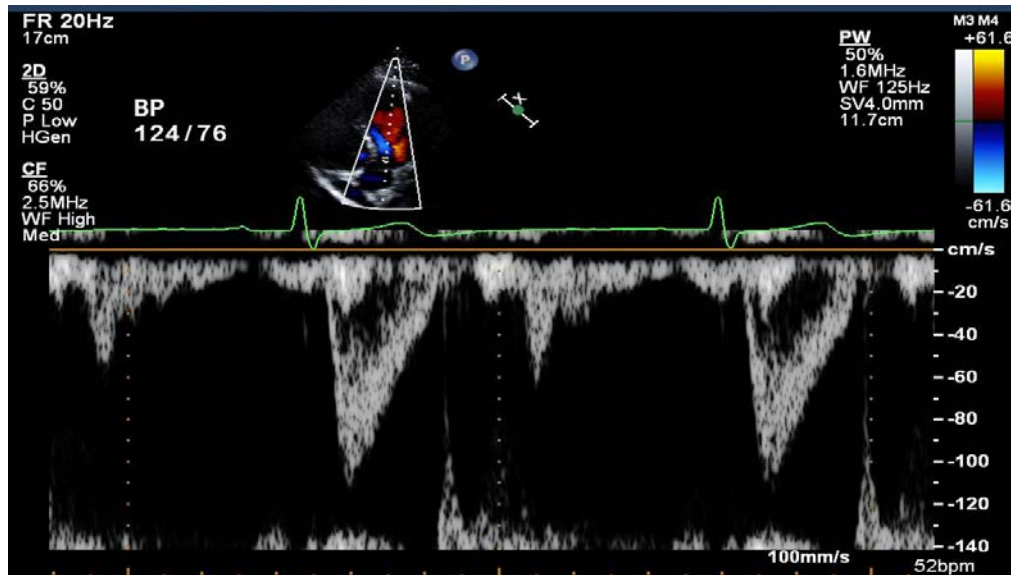 FR 20Hz
17cm
2D
59%
C 50
P Low
HGen
CF
66%
2.5MHz
WF High
Med
BP
124/76
P
X
PW
50%
1.6MHz
WF 125Hz
SV4.0mm
11.7cm
M3 M4
+61.6
-61.6
cm/s
cm/s
-20
-40
-60
-80
-100
-120
-140
100mm/s
52bpm